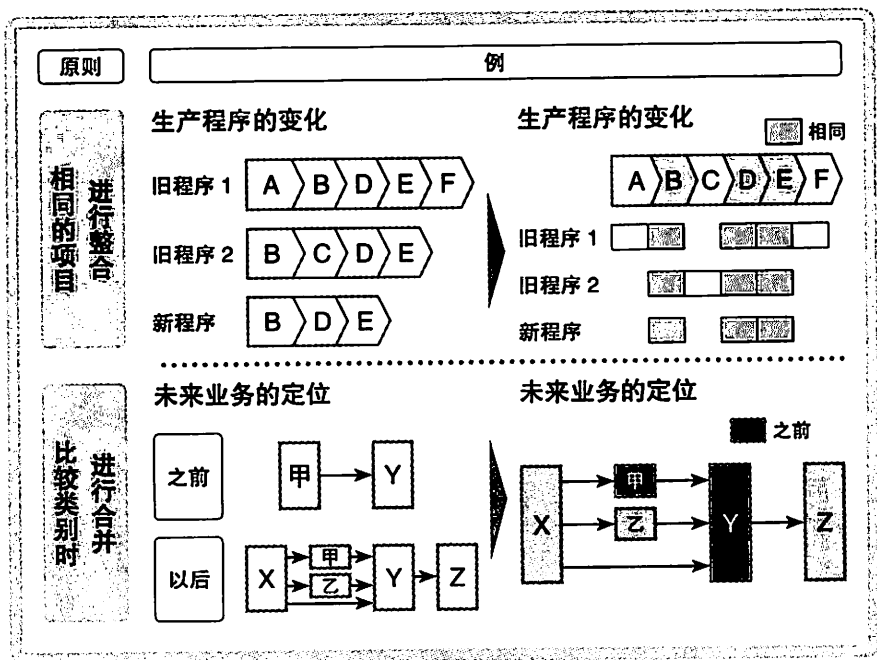 原则
例
相同的项目
进行整合
生产程序的变化
旧程序 1
A B D E F
旧程序 2
B C D E
新程序
B D E
生产程序的变化
相同
A B C D E F
旧程序 1
旧程序 2
新程序
比较类别时
进行合并
未来业务的定位
之前
甲 Y
以后
X 甲 乙 Y Z
未来业务的定位
之前
X 甲 乙 Y Z